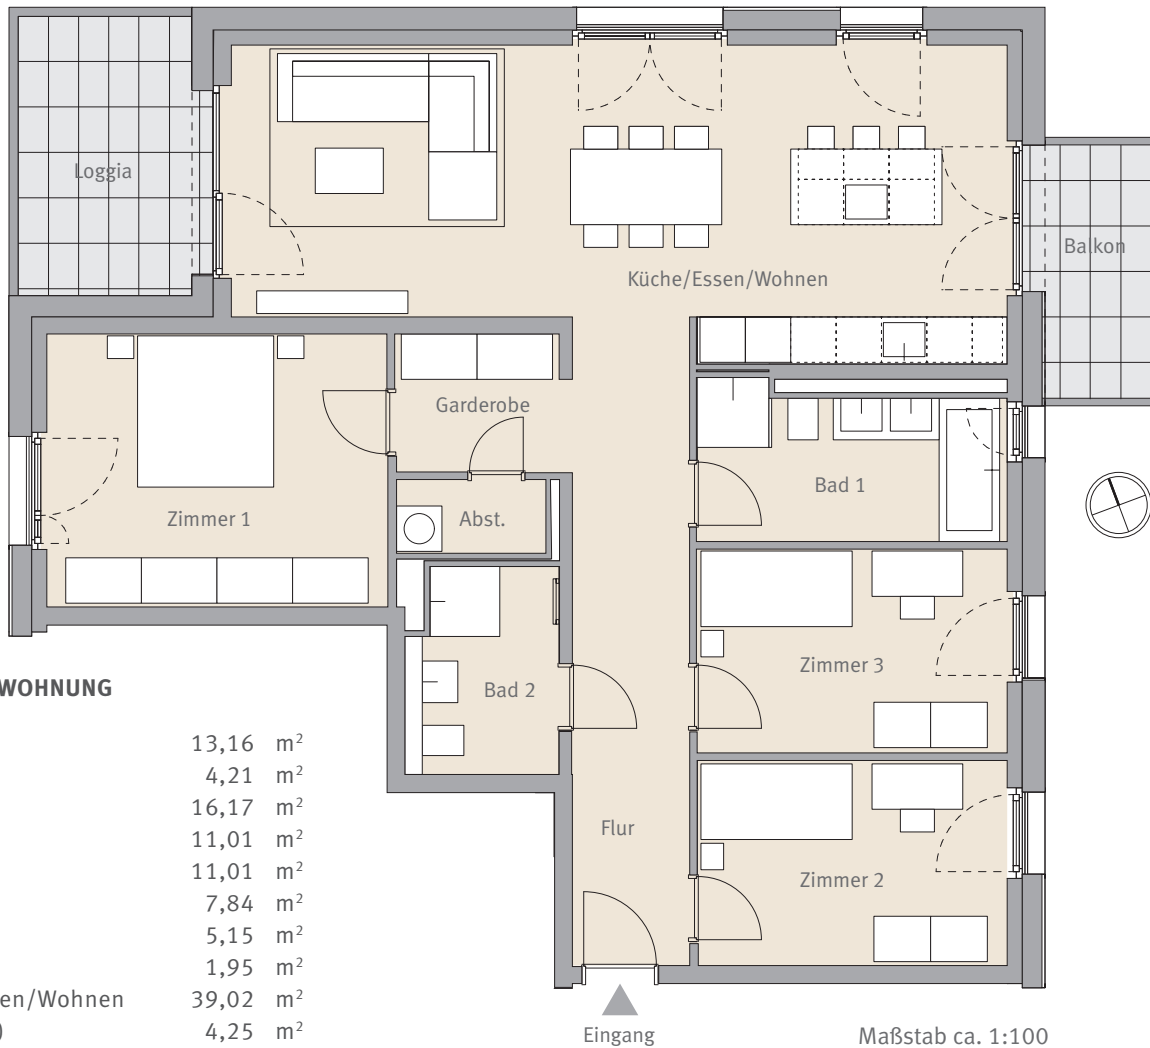 Loggia
Balkon
Küche/Essen/Wohnen
Garderobe
Bad 1
Zimmer 1
Abst.
Zimmer 3
Bad 2
Flur
Zimmer 2
WOHNUNG
13,16 m²
4,21 m²
16,17 m²
11,01 m²
11,01 m²
7,84 m²
5,15 m²
1,95 m²
en/Wohnen 39,02 m²
) 4,25 m²
Eingang
Maßstab ca. 1:100